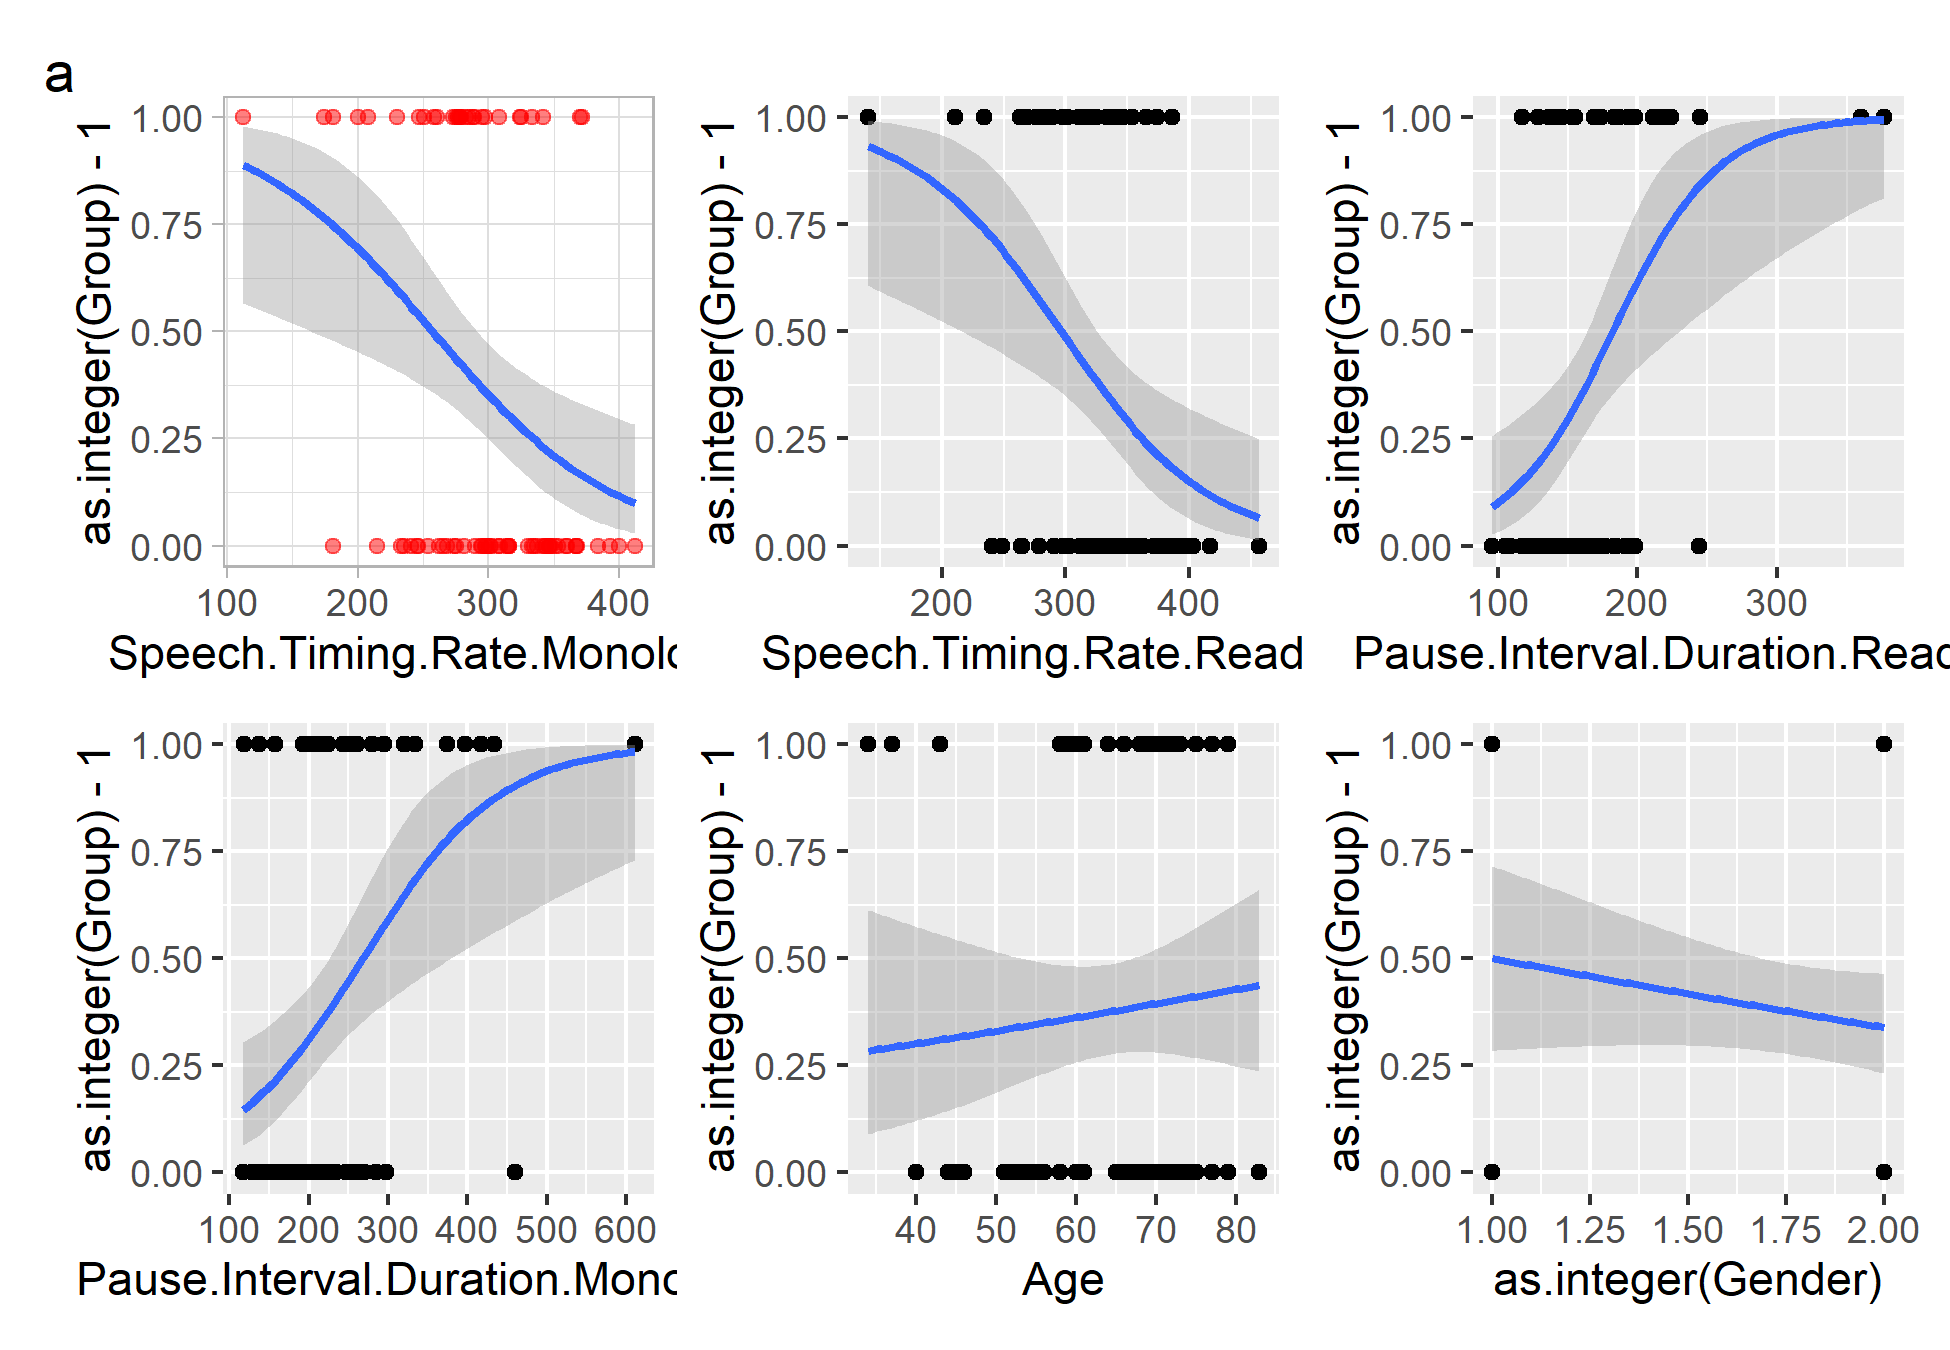 a
as.integer(Group) - 1
1.00
0.75
0.50
0.25
0.00
100 200 300 400
Speech.Timing.Rate.Monolo
as.integer(Group) - 1
1.00
0.75
0.50
0.25
0.00
200 300 400
Speech.Timing.Rate.Read
as.integer(Group) - 1
1.00
0.75
0.50
0.25
0.00
100 200 300
Pause.Interval.Duration.Read
as.integer(Group) - 1
1.00
0.75
0.50
0.25
0.00
100 200 300 400 500 600
Pause.Interval.Duration.Mono
as.integer(Group) - 1
1.00
0.75
0.50
0.25
0.00
40 50 60 70 80
Age
as.integer(Group) - 1
1.00
0.75
0.50
0.25
0.00
1.00 1.25 1.50 1.75 2.00
as.integer(Gender)